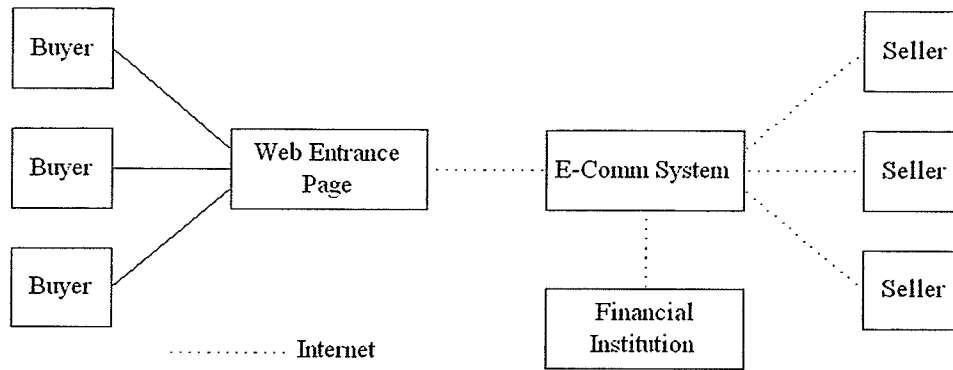 Buyer
Seller
Buyer
Web Entrance
Page
E-Comm System
Seller
Buyer
Seller
Financial
Institution
Internet